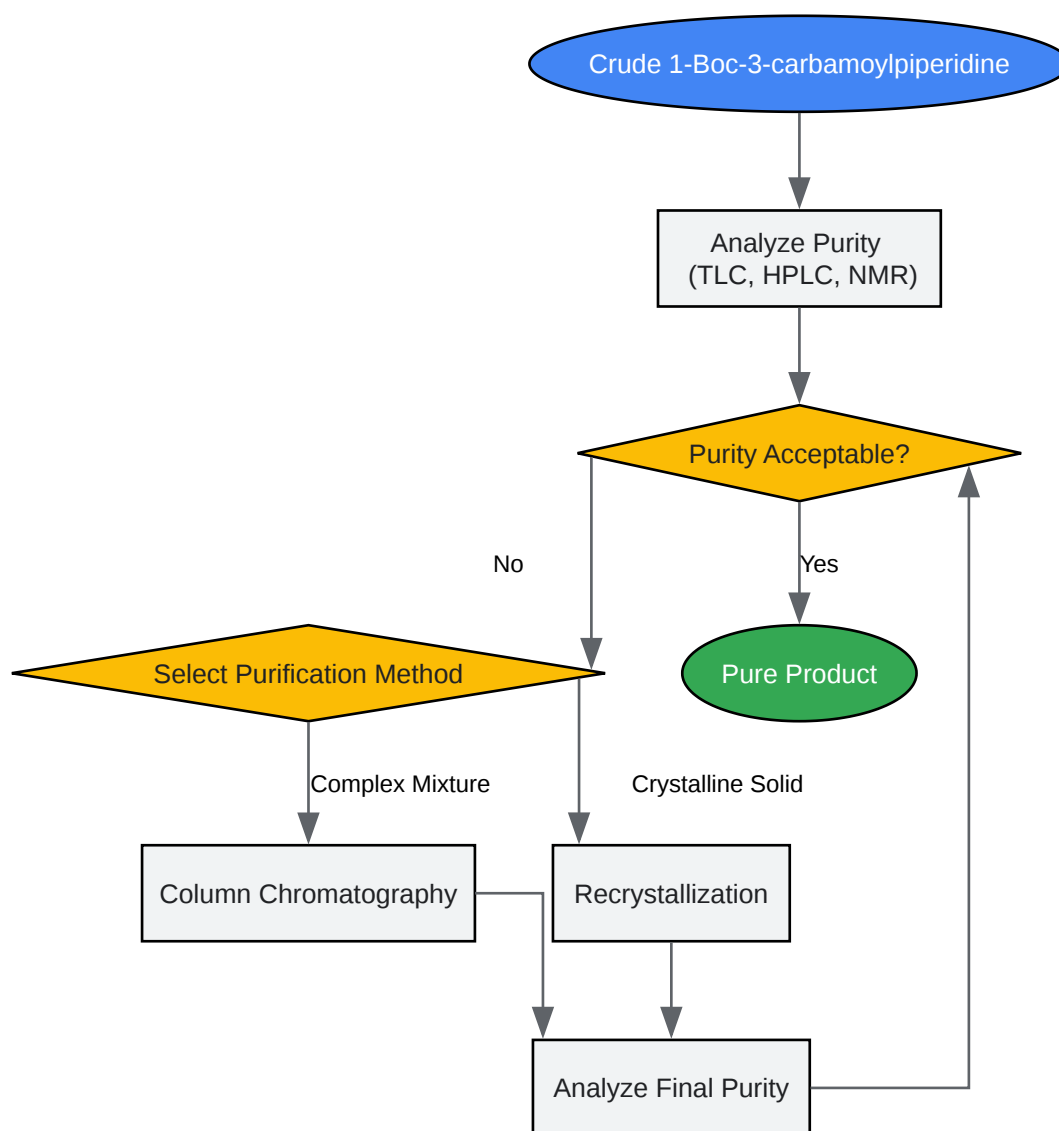 Crude 1-Boc-3-carbamoylpiperidine
Analyze Purity
(TLC, HPLC, NMR)
Purity Acceptable?
No
Yes
Select Purification Method
Pure Product
Complex Mixture
Crystalline Solid
Column Chromatography
Recrystallization
Analyze Final Purity